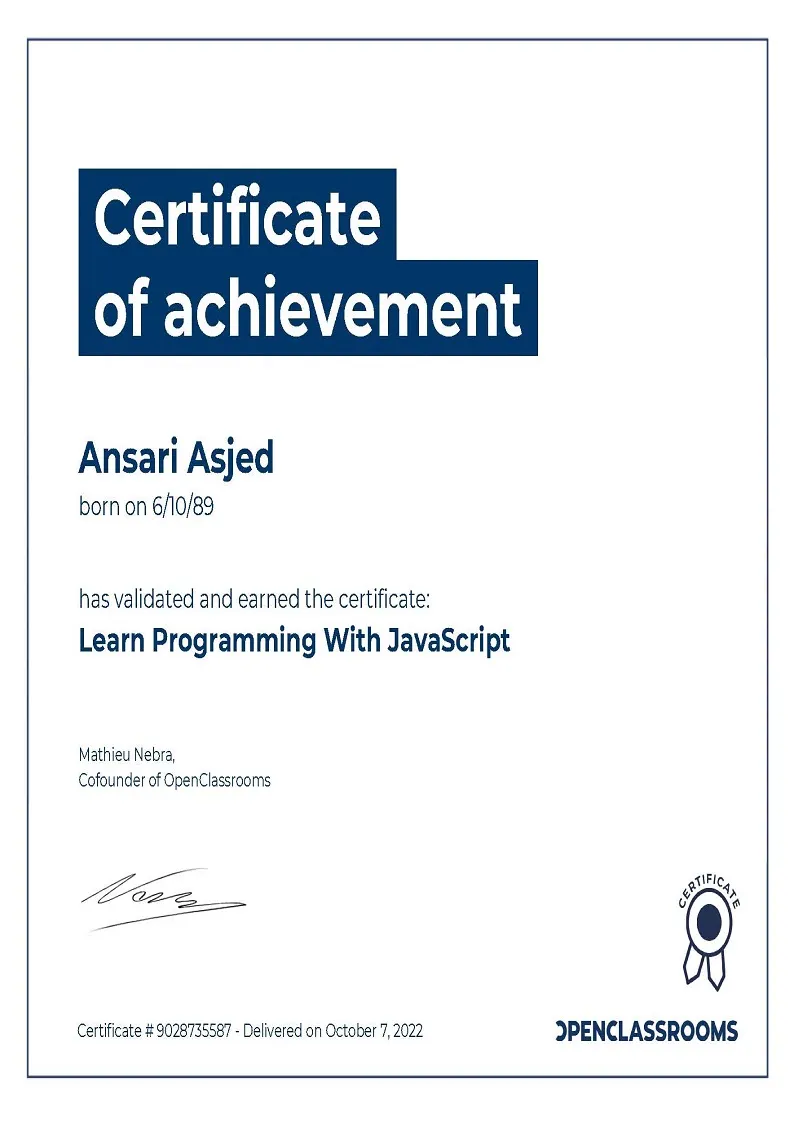 Certificate
of achievement
Ansari Asjed
born on 6/10/89
has validated and earned the certificate:
Learn Programming With JavaScript
Mathieu Nebra,
Cofounder of OpenClassrooms
CERTIFICATE
Certificate # 9028735587 - Delivered on October 7, 2022
OPENCLASSROOMS